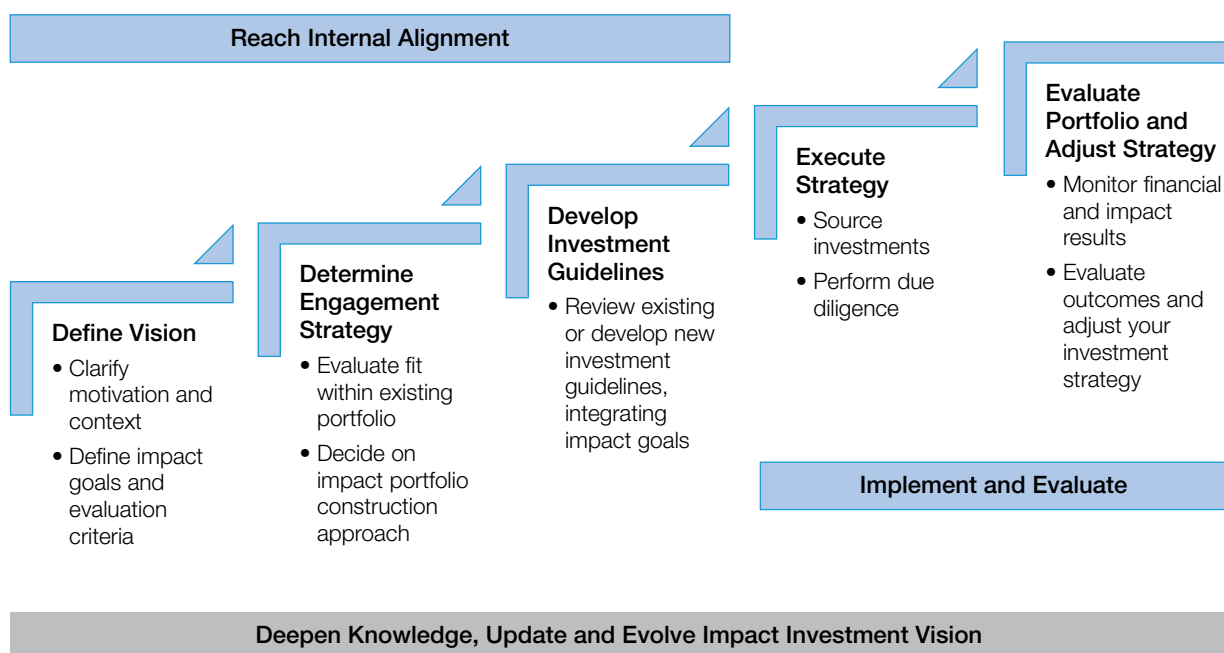 Reach Internal Alignment
Define Vision
• Clarify
motivation and
context
• Define impact
goals and
evaluation
criteria
Determine
Engagement
Strategy
• Evaluate fit
within existing
portfolio
• Decide on
impact portfolio
construction
approach
Develop
Investment
Guidelines
• Review existing
or develop new
investment
guidelines,
integrating
impact goals
Execute
Strategy
• Source
investments
• Perform due
diligence
Evaluate
Portfolio and
Adjust Strategy
• Monitor financial
and impact
results
• Evaluate
outcomes and
adjust your
investment
strategy
Implement and Evaluate
Deepen Knowledge, Update and Evolve Impact Investment Vision